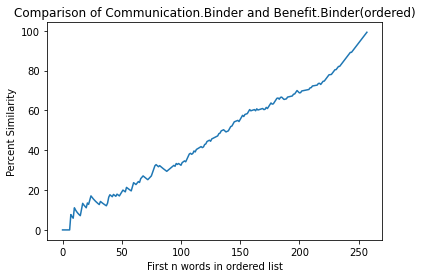 Comparison of Communication.Binder and Benefit.Binder(ordered)
100
80
60
40
20
0
Percent Similarity
0 50 100 150 200 250
First n words in ordered list